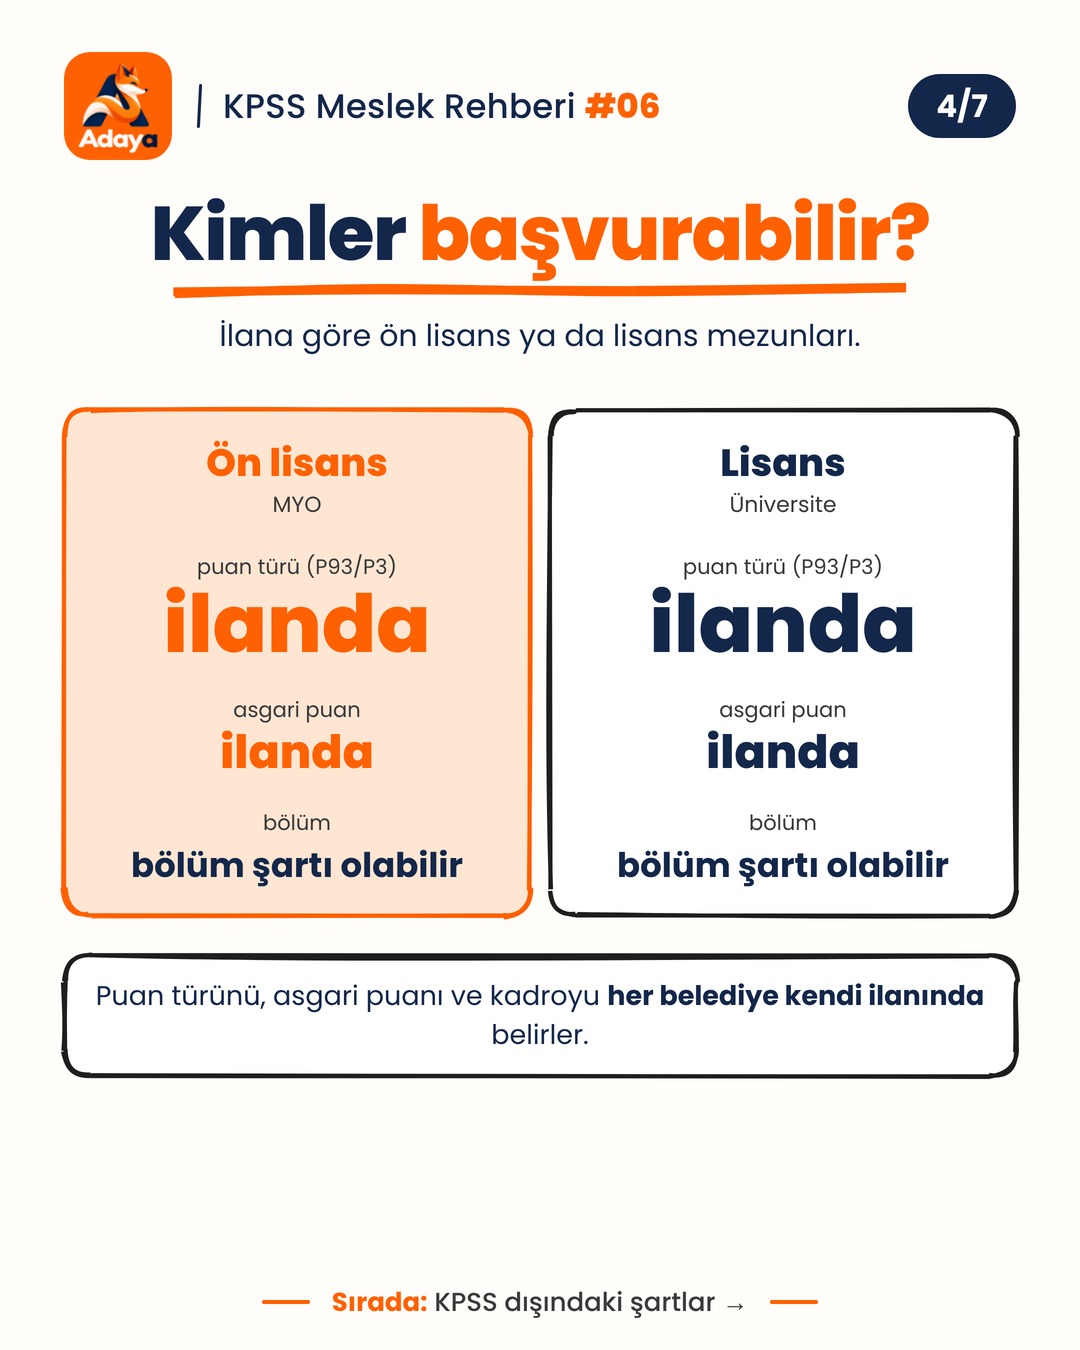 Adaya
KPSS Meslek Rehberi #06
4/7
Kimler başvurabilir?
İlana göre ön lisans ya da lisans mezunları.
Ön lisans
MYO
puan türü (P93/P3)
ilanda
asgari puan
ilanda
bölüm
bölüm şartı olabilir
Lisans
Üniversite
puan türü (P93/P3)
ilanda
asgari puan
ilanda
bölüm
bölüm şartı olabilir
Puan türünü, asgari puanı ve kadroyu her belediye kendi ilanında
belirler.
Sırada: KPSS dışındaki şartlar →